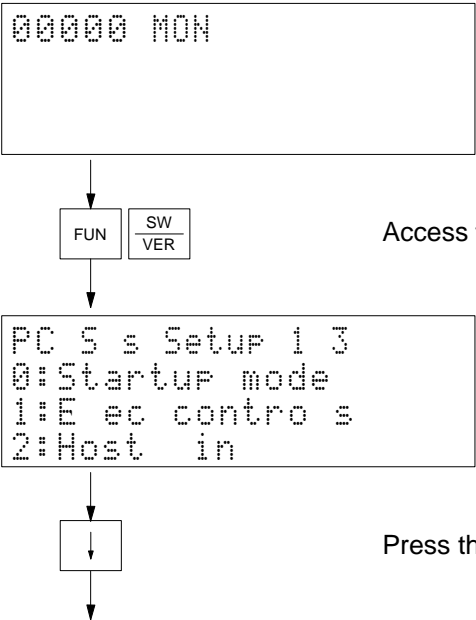 00000 MON
FUN
SW
VER
Access
PC S s Setup 1 3
0:Startup mode
1:E ec contro s
2:Host in
Press th